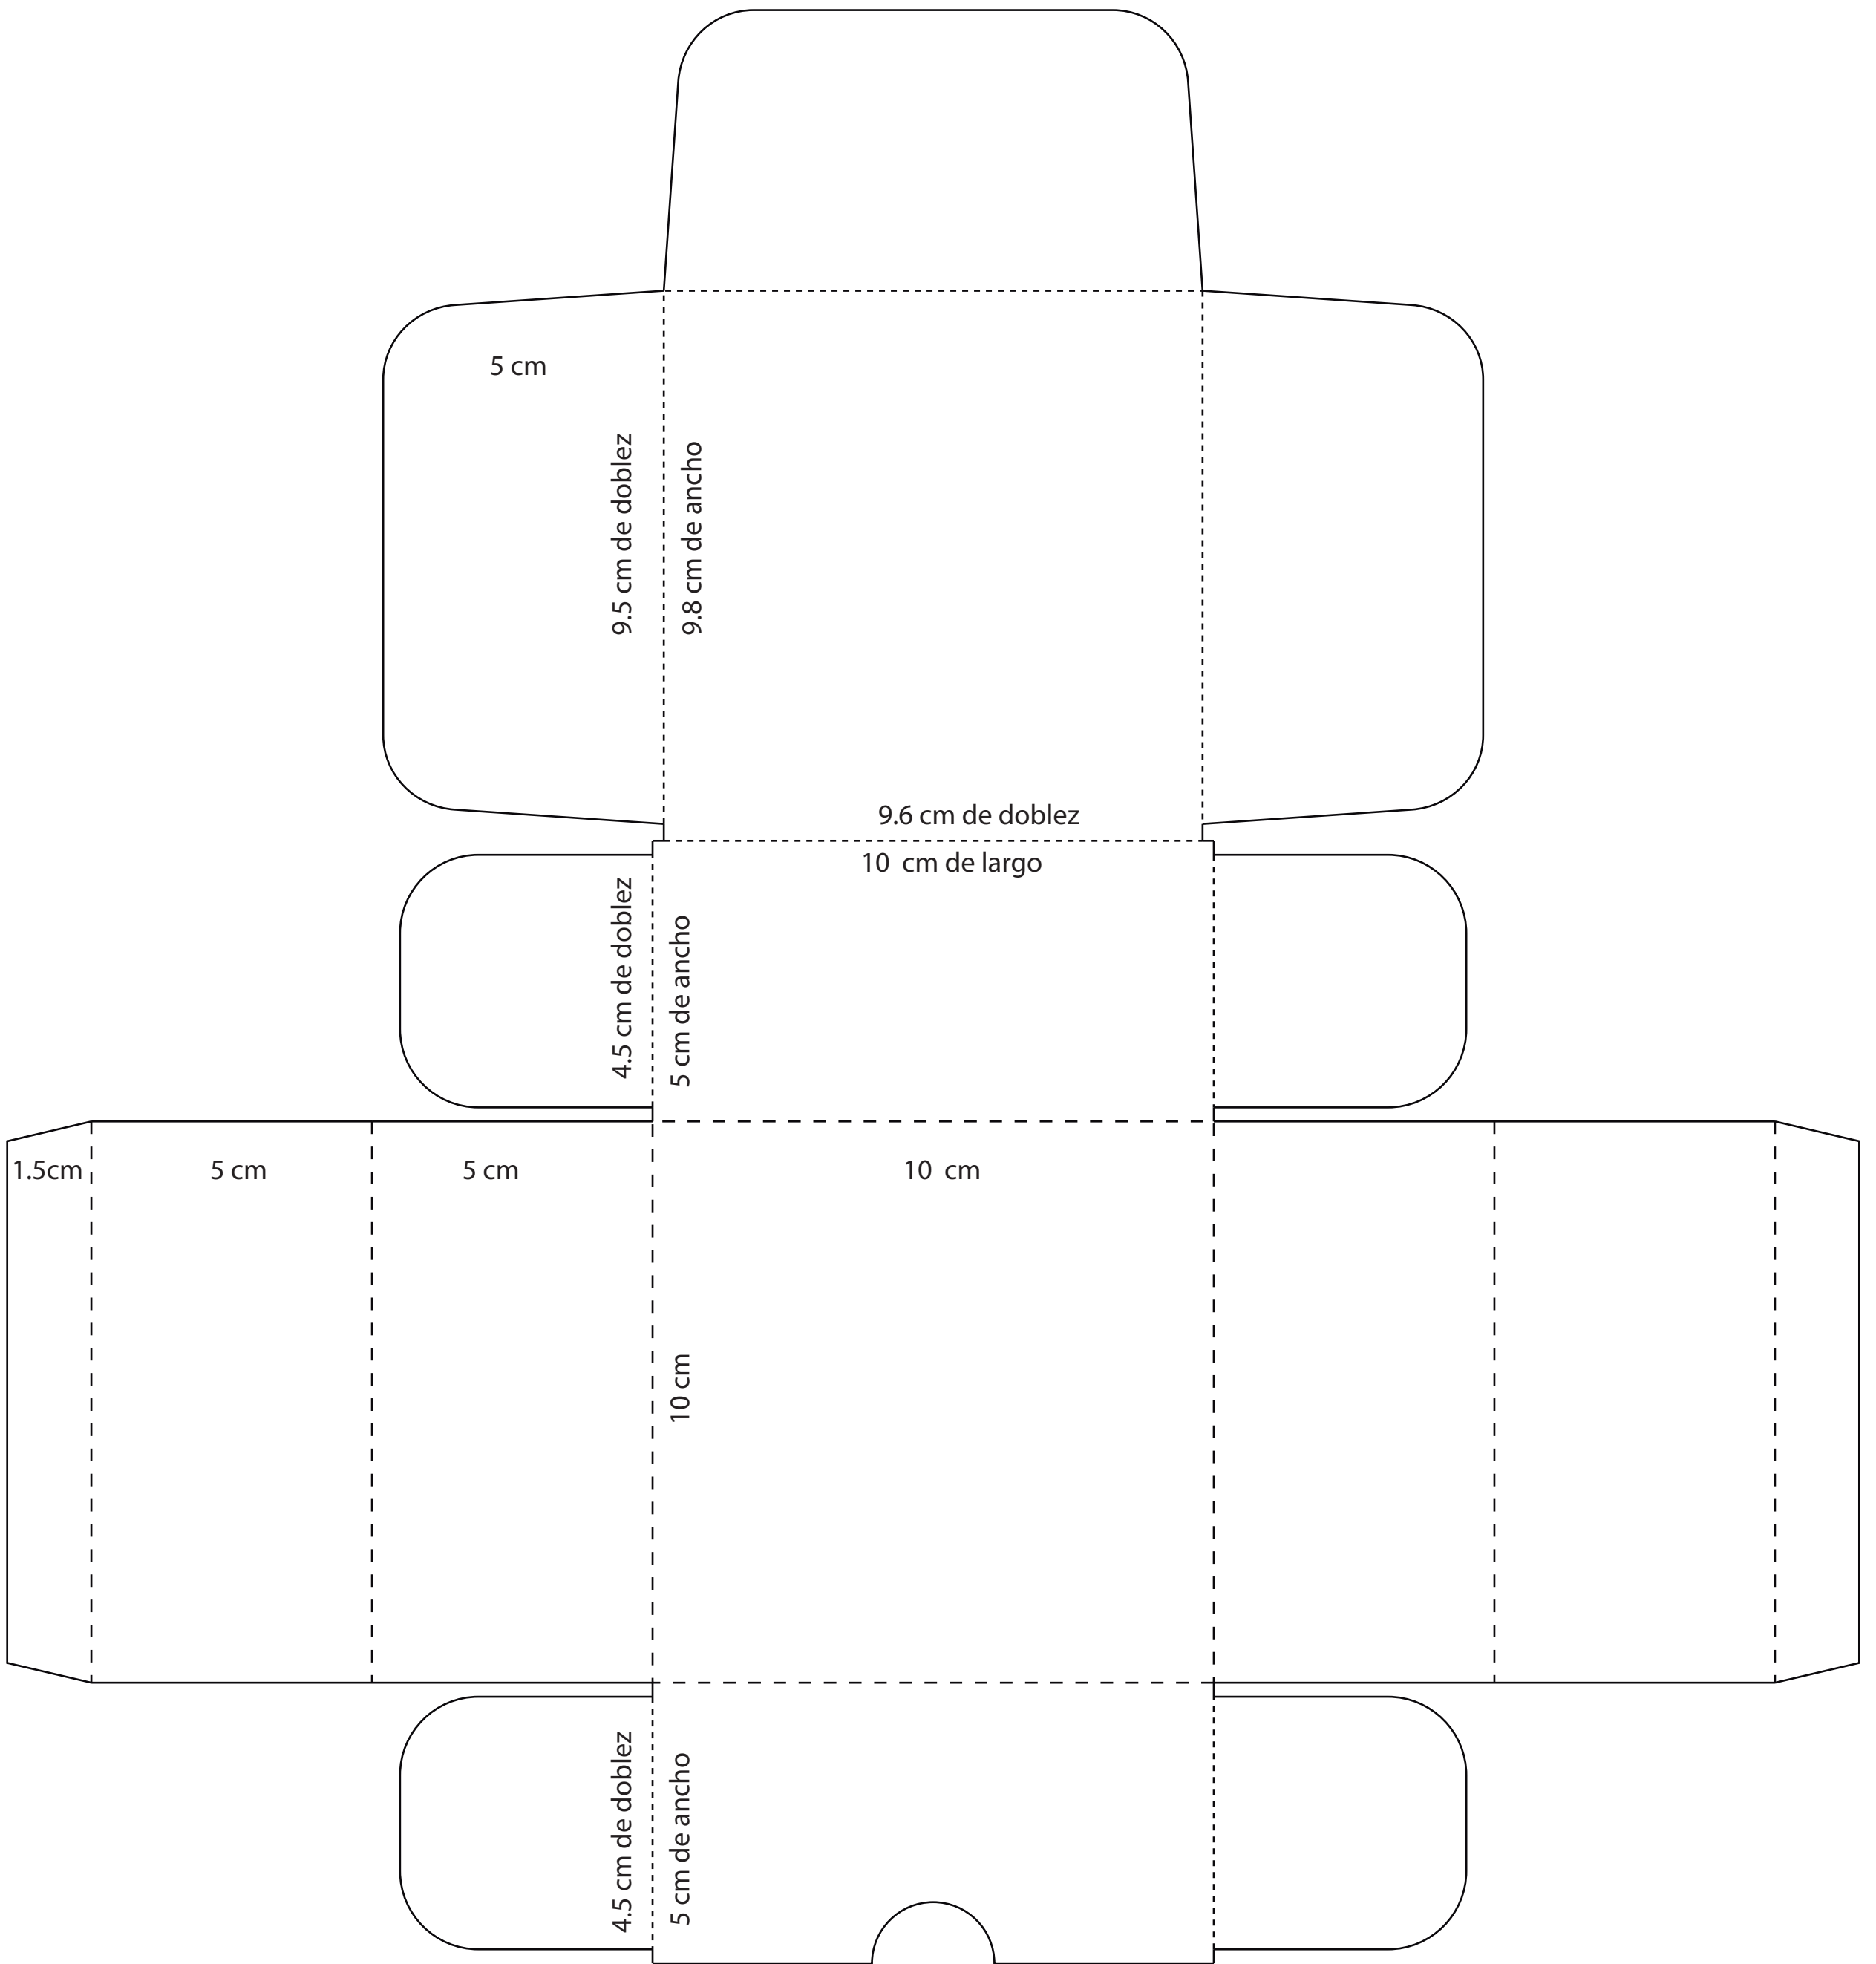 5 cm
9.5 cm de doblez
9.8 cm de ancho
9.6 cm de doblez
10 cm de largo
4.5 cm de doblez
5 cm de ancho
1.5cm
5 cm
5 cm
10 cm
10 cm
4.5 cm de doblez
5 cm de ancho